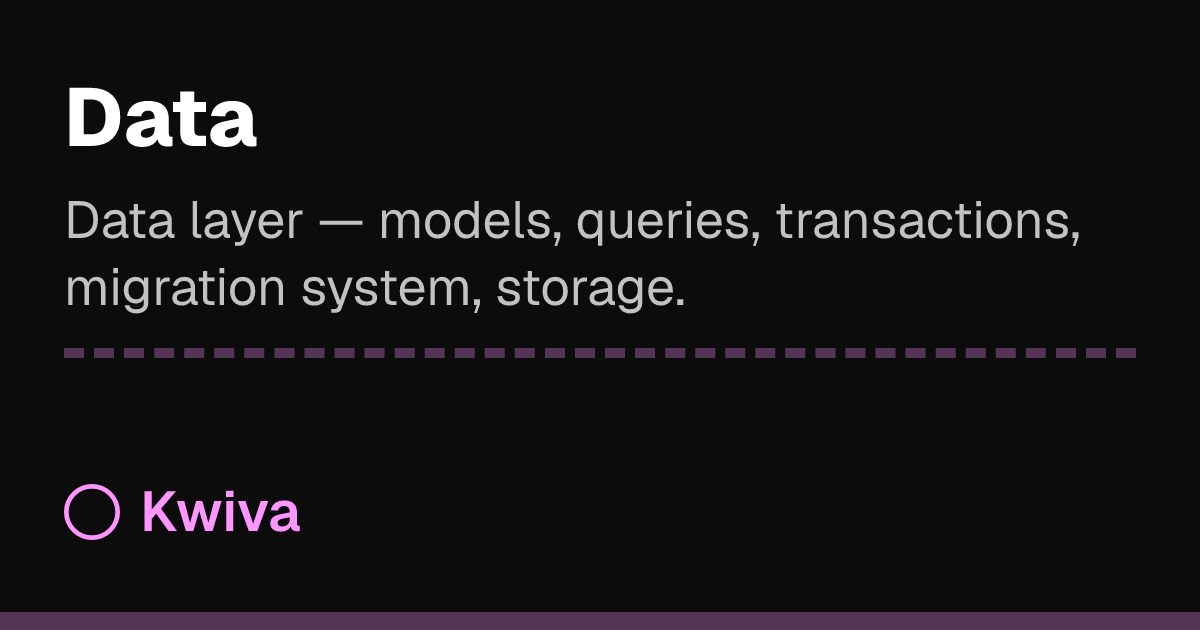 Data
Data layer — models, queries, transactions,
migration system, storage.
Kwiva